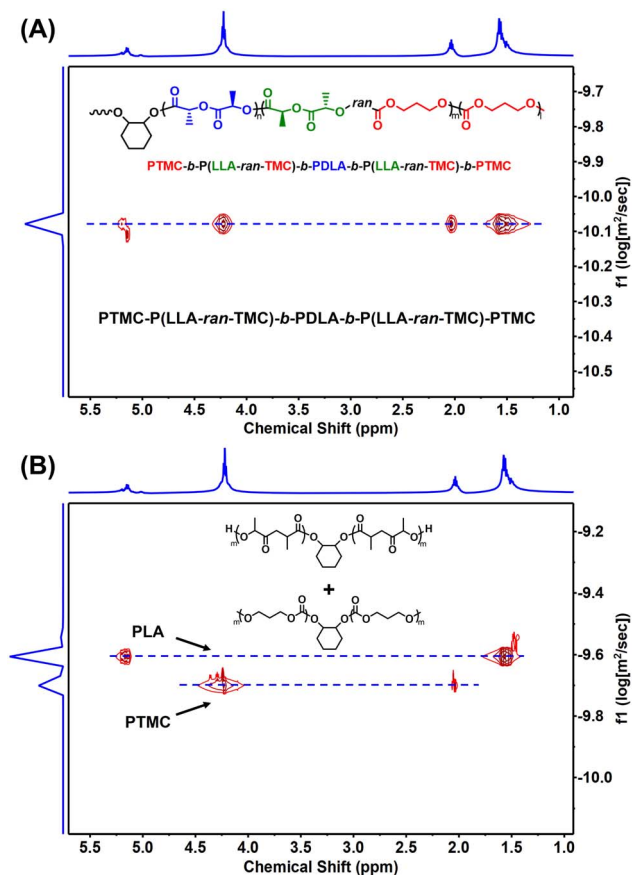 (A)
O
O
O
O
O
m
O
O
O
O
m
ran
O
O
O
m
O
O
O
PTMC-b-P(LLA-ran-TMC)-b-PDLA-b-P(LLA-ran-TMC)-b-PTMC
PTMC-P(LLA-ran-TMC)-b-PDLA-b-P(LLA-ran-TMC)-PTMC
-9.7
-9.8
-9.9
-10.0
-10.1
-10.2
-10.3
-10.4
-10.5
f1 (log[m²/sec])
5.5 5.0 4.5 4.0 3.5 3.0 2.5 2.0 1.5 1.0
Chemical Shift (ppm)
(B)
H
O
m
O
O
O
O
O
O
O
m
H
+
O
m
O
O
O
O
O
O
m
PLA
PTMC
-9.2
-9.4
-9.6
-9.8
-10.0
f1 (log[m²/sec])
5.5 5.0 4.5 4.0 3.5 3.0 2.5 2.0 1.5 1.0
Chemical Shift (ppm)